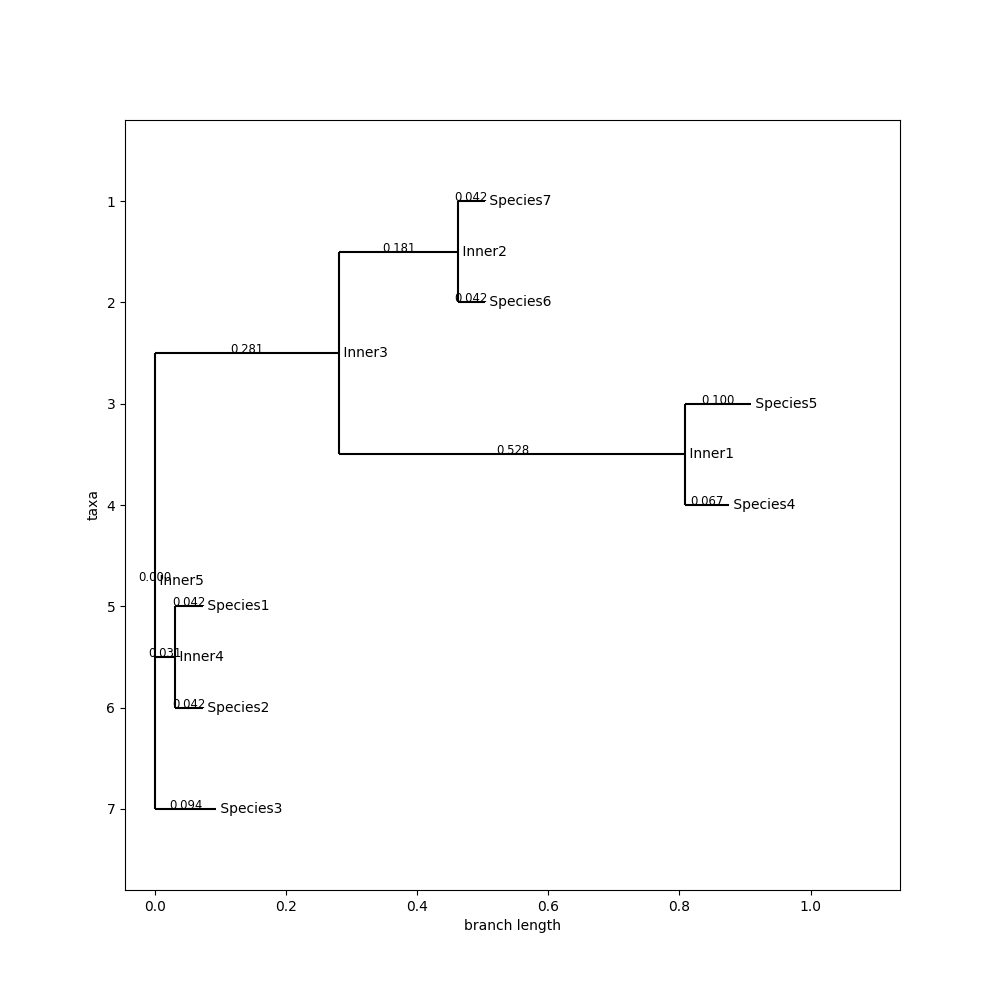 1
0.042 Species7
0.181 Inner2
2
0.042 Species6
0.281 Inner3
3
0.100 Species5
0.528 Inner1
4
0.067 Species4
taxa
0.000 Inner5
5
0.042 Species1
0.031 Inner4
6
0.042 Species2
7
0.094 Species3
0.0 0.2 0.4 0.6 0.8 1.0
branch length